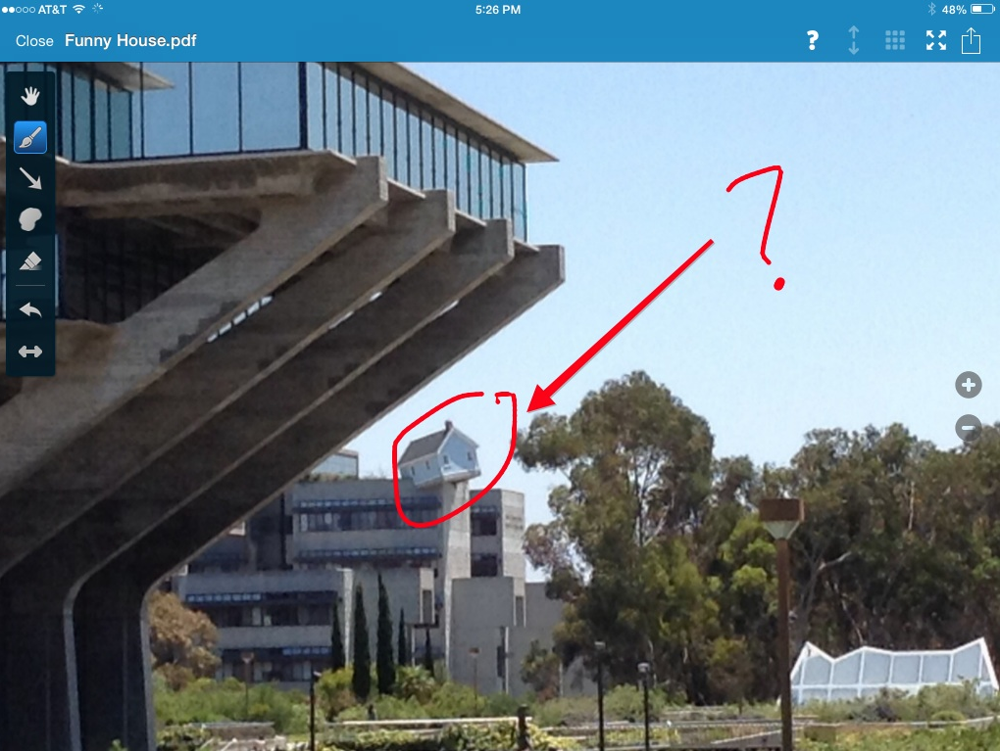 AT&T 5:26 PM 48%
Close Funny House.pdf ?
?